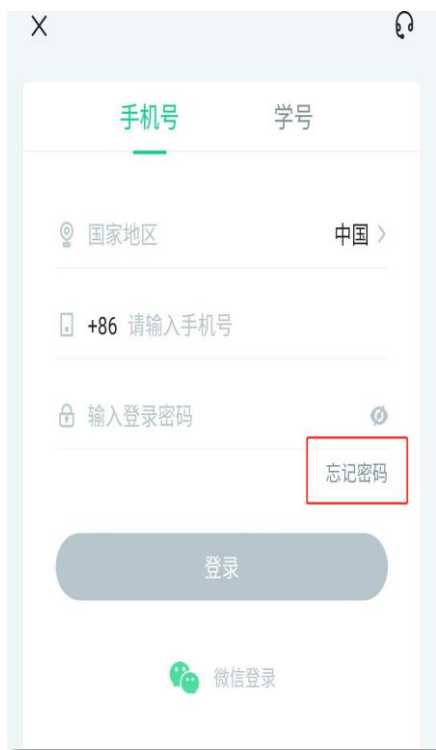 手机号 学号
国家地区 中国
+86 请输入手机号
输入登录密码
忘记密码
登录
微信登录